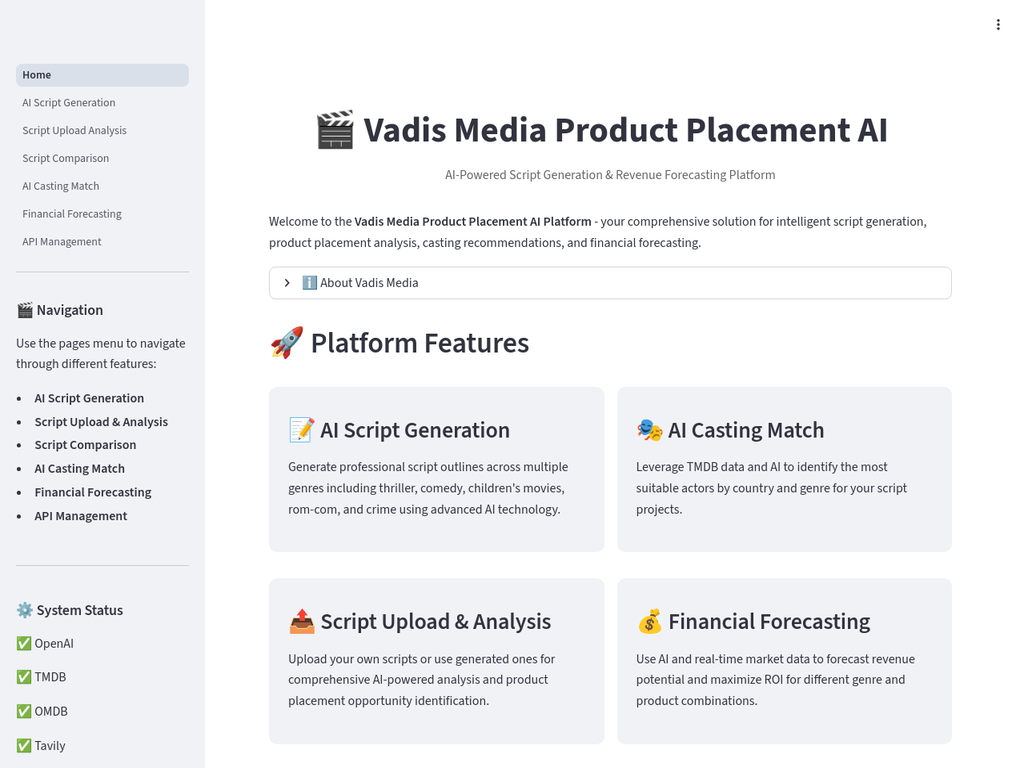 Home
AI Script Generation
Script Upload Analysis
Script Comparison
AI Casting Match
Financial Forecasting
API Management
🎬 Navigation
Use the pages menu to navigate
through different features:
• AI Script Generation
• Script Upload & Analysis
• Script Comparison
• AI Casting Match
• Financial Forecasting
• API Management
⚙️ System Status
✅ OpenAI
✅ TMDB
✅ OMDB
✅ Tavily
🎬 Vadis Media Product Placement AI
AI-Powered Script Generation & Revenue Forecasting Platform
Welcome to the Vadis Media Product Placement AI Platform - your comprehensive solution for intelligent script generation,
product placement analysis, casting recommendations, and financial forecasting.
ℹ️ About Vadis Media
🚀 Platform Features
📝 AI Script Generation
Generate professional script outlines across multiple
genres including thriller, comedy, children's movies,
rom-com, and crime using advanced AI technology.
🎭 AI Casting Match
Leverage TMDB data and AI to identify the most
suitable actors by country and genre for your script
projects.
📤 Script Upload & Analysis
Upload your own scripts or use generated ones for
comprehensive AI-powered analysis and product
placement opportunity identification.
💰 Financial Forecasting
Use AI and real-time market data to forecast revenue
potential and maximize ROI for different genre and
product combinations.